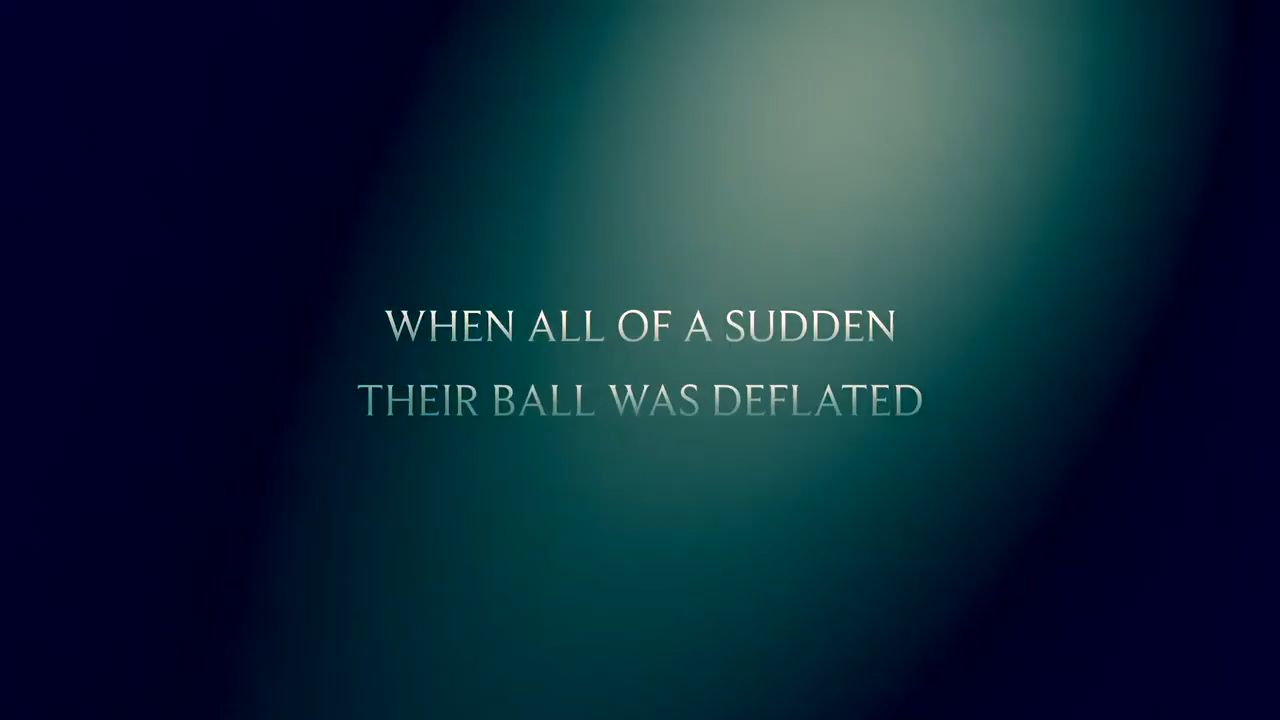 WHEN ALL OF A SUDDEN
THEIR BALL WAS DEFLATED